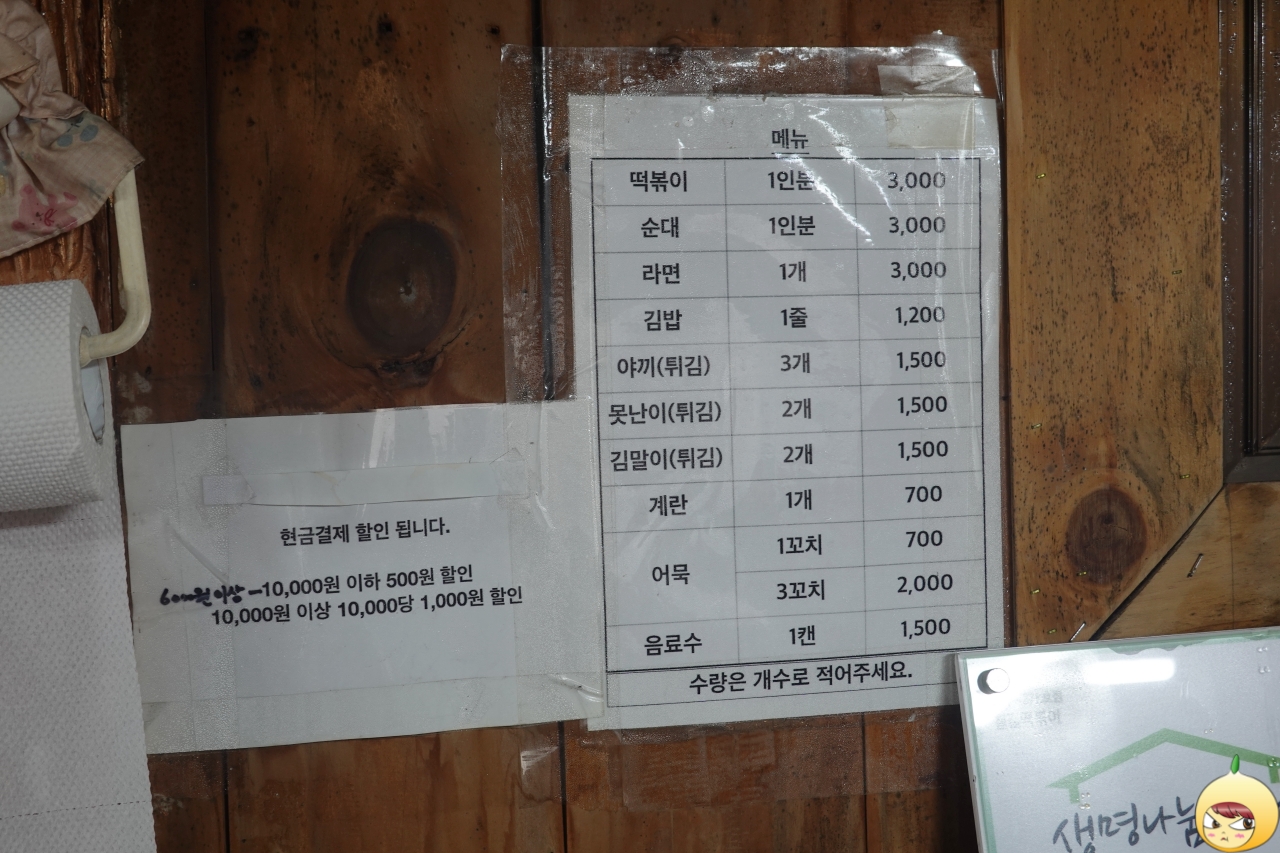 메뉴
떡볶이 1인분 3,000
순대 1인분 3,000
라면 1개 3,000
김밥 1줄 1,200
야끼(튀김) 3개 1,500
못난이(튀김) 2개 1,500
김말이(튀김) 2개 1,500
계란 1개 700
어묵 1꼬치 700
3꼬치 2,000
음료수 1캔 1,500
수량은 개수로 적어주세요.
현금결제 할인 됩니다.
6000원이상 -10,000원 이하 500원 할인
10,000원 이상 10,000당 1,000원 할인
생명나눔